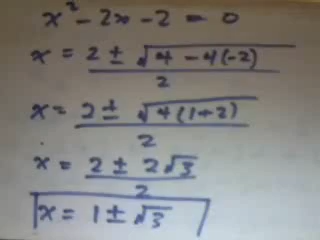 x² - 2x - 2 = 0
x = 2 ± √4 - 4(-2) / 2
x = 2 ± √4(1+2) / 2
x = 2 ± 2√3 / 2
x = 1 ± √3